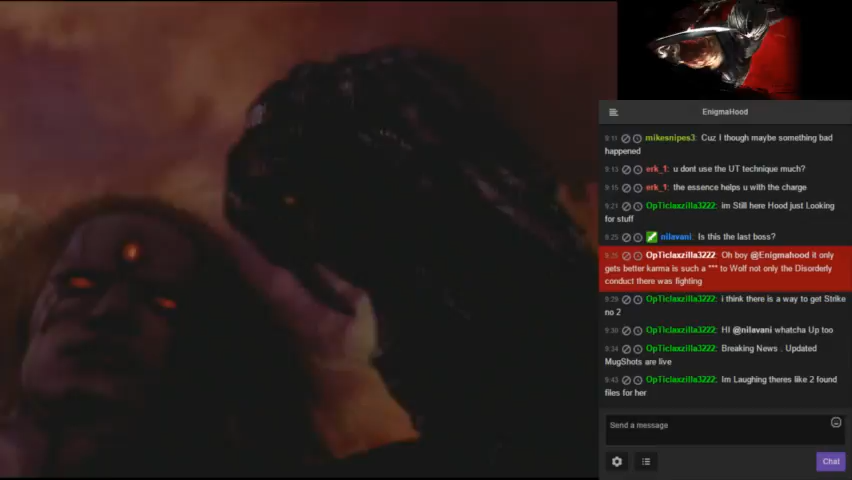 EnigmaHood
9:11 mikesnipes3: Cuz I though maybe something bad
happened
9:13 erk_1: u dont use the UT technique much?
9:15 erk_1: the essence helps u with the charge
9:21 OpTiclaxzilla3222: im Still here Hood just Looking
for stuff
9:25 nilavani: Is this the last boss?
9:25 OpTiclaxzilla3222: Oh boy @Enigmahood it only
gets better karma is such a *** to Wolf not only the Disorderly
conduct there was fighting
9:29 OpTiclaxzilla3222: i think there is a way to get Strike
no 2
9:30 OpTiclaxzilla3222: HI @nilavani whatcha Up too
9:34 OpTiclaxzilla3222: Breaking News . Updated
MugShots are live
9:43 OpTiclaxzilla3222: Im Laughing theres like 2 found
files for her
Send a message
Chat